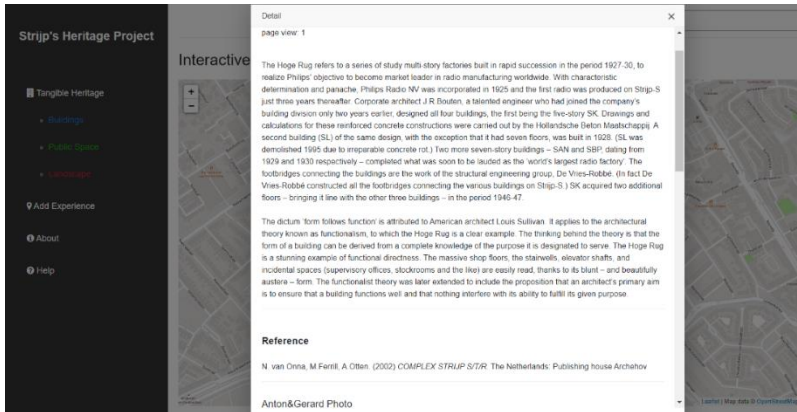 Strijp's Heritage Project
Tangible Heritage
Buildings
Public Space
Landscape
Add Experience
About
Help
Interactive
+
−
Detail
×
page view: 1
The Hoge Rug refers to a series of study multi-story factories built in rapid succession in the period 1927-30, to
realize Philips' objective to become market leader in radio manufacturing worldwide. With characteristic
determination and panache, Philips Radio NV was incorporated in 1925 and the first radio was produced on Strijp-S
just three years thereafter. Corporate architect J.R.Bouten, a talented engineer who had joined the company's
building division only two years earlier, designed all four buildings, the first being the five-story SK. Drawings and
calculations for these reinforced concrete constructions were carried out by the Hollandsche Beton Maatschappij. A
second building (SL) of the same design, with the exception that it had seven floors, was built in 1928. (SL was
demolished 1995 due to irreparable concrete rot.) Two more seven-story buildings – SAN and SBP, dating from
1929 and 1930 respectively – completed what was soon to be lauded as the 'world's largest radio factory'. The
footbridges connecting the buildings are the work of the structural engineering group, De Vries-Robbé. (In fact De
Vries-Robbé constructed all the footbridges connecting the various buildings on Strijp-S.) SK acquired two additional
floors – bringing it line with the other three buildings – in the period 1946-47.
The dictum 'form follows function' is attributed to American architect Louis Sullivan. It applies to the architectural
theory known as functionalism, to which the Hoge Rug is a clear example. The thinking behind the theory is that the
form of a building can be derived from a complete knowledge of the purpose it is designated to serve. The Hoge Rug
is a stunning example of functional directness. The massive shop floors, the stairwells, elevator shafts, and
incidental spaces (supervisory offices, stockrooms and the like) are easily read, thanks to its blunt – and beautifully
austere – form. The functionalist theory was later extended to include the proposition that an architect's primary aim
is to ensure that a building functions well and that nothing interfere with its ability to fulfill its given purpose.
Reference
N. van Onna, M.Ferrill, A.Otten. (2002) COMPLEX STRIJP S/T/R. The Netherlands: Publishing house Archehov
Anton&Gerard Photo
Leaflet | Map data © OpenStreetMap